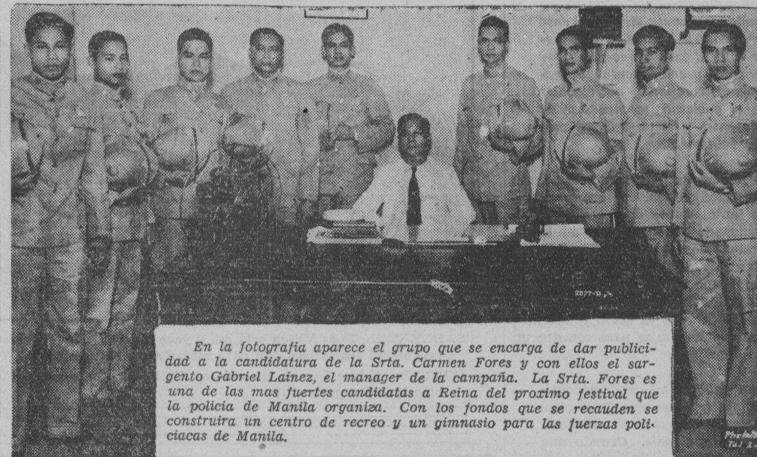 2877-D
En la fotografia aparece el grupo que se encarga de dar publici-
dad a la candidatura de la Srta. Carmen Fores y con ellos el sar-
gento Gabriel Lainez, el manager de la campaña. La Srta. Fores es
una de las mas fuertes candidatas a Reina del proximo festival que
la policia de Manila organiza. Con los fondos que se recauden se
construira un centro de recreo y un gimnasio para las fuerzas poli-
ciacas de Manila.